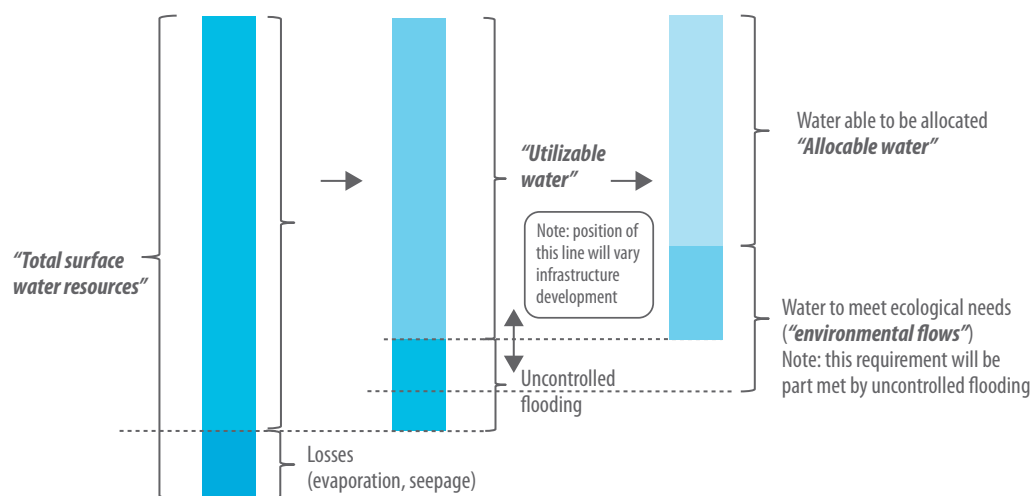 “Total surface
water resources”
Losses
(evaporation, seepage)
“Utilizable
water”
Note: position of
this line will vary
infrastructure
development
Uncontrolled
flooding
Water able to be allocated
“Allocable water”
Water to meet ecological needs
(“environmental flows”)
Note: this requirement will be
part met by uncontrolled flooding